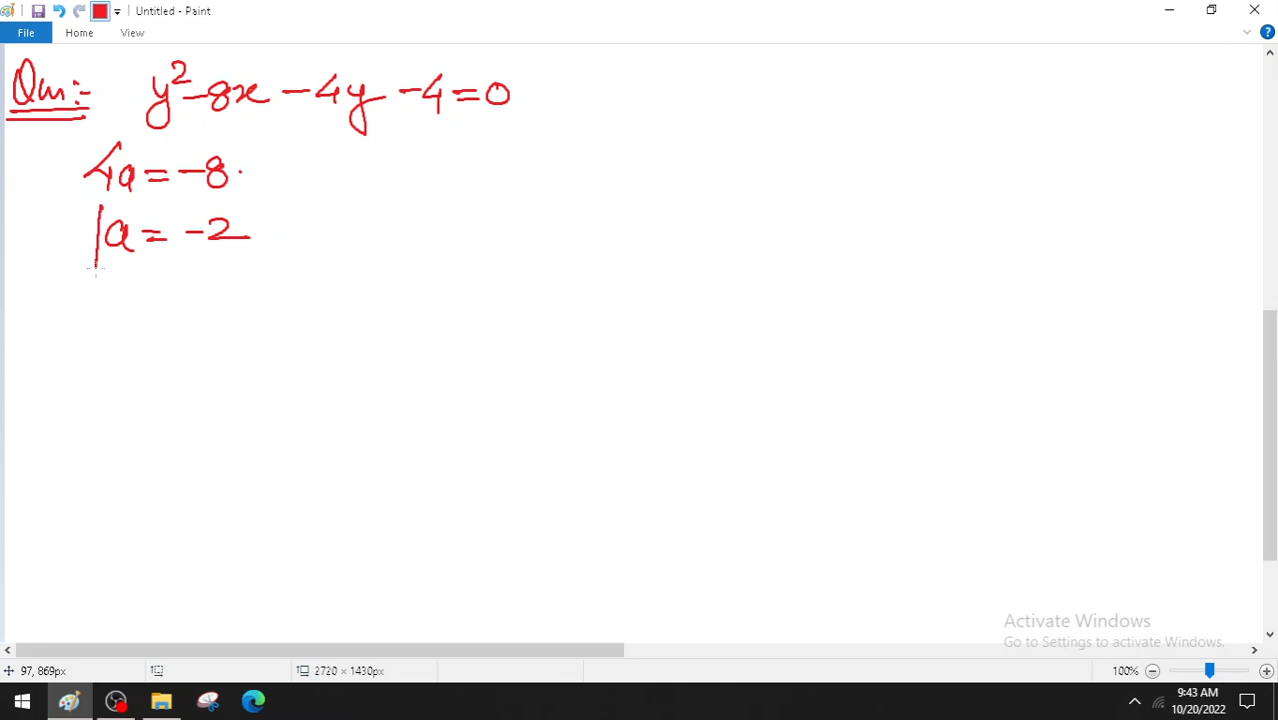 Untitled - Paint
File Home View
Qm:- y² - 8x - 4y - 4 = 0
4a = -8.
|a = -2
Activate Windows
Go to Settings to activate Windows.
97, 869px
2720 × 1430px
100%
9:43 AM
10/20/2022